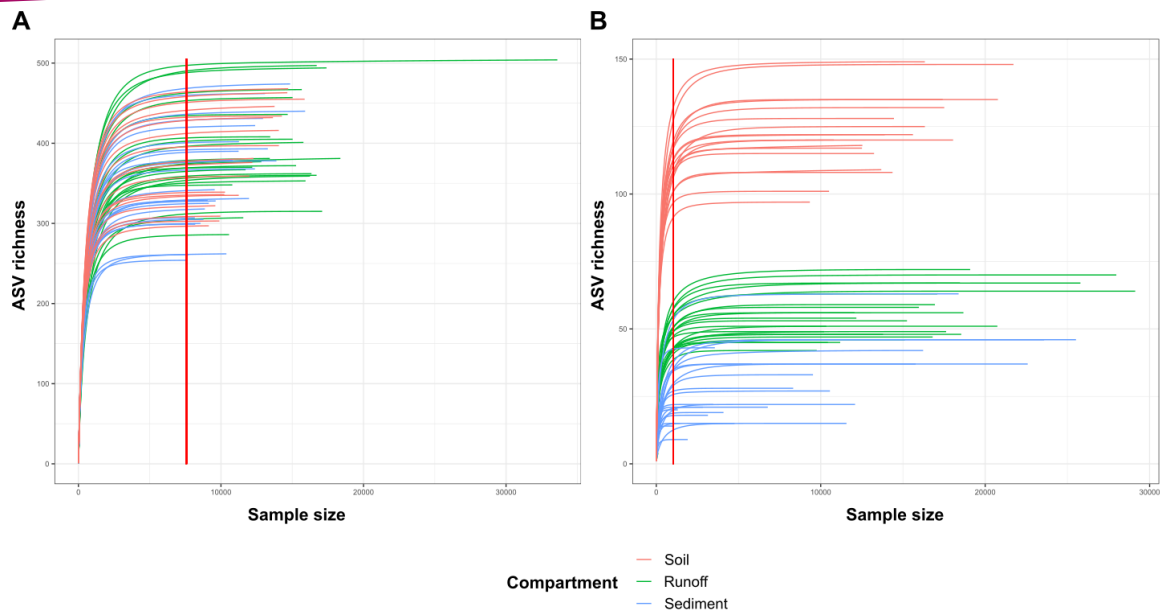 A
B
500
400
300
200
100
0
ASV richness
0
10000
20000
30000
Sample size
150
100
50
0
ASV richness
0
10000
20000
30000
Sample size
Compartment
Soil
Runoff
Sediment